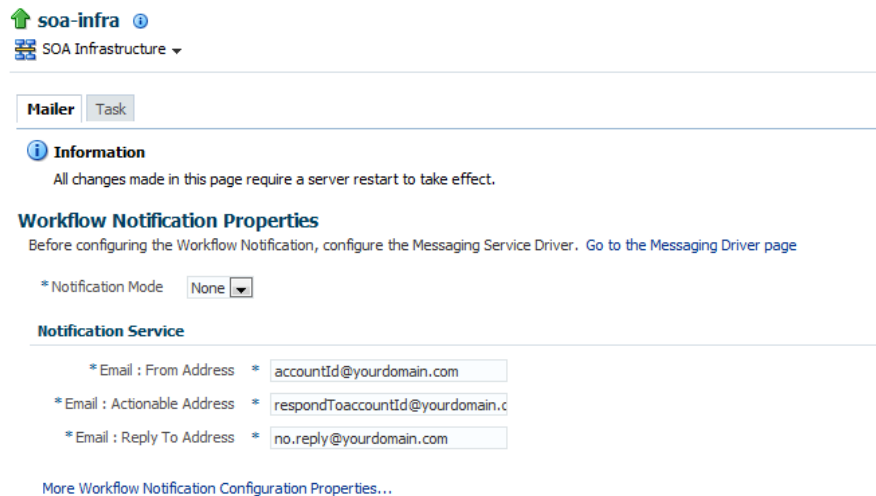 soa-infra
SOA Infrastructure
Mailer Task
Information
All changes made in this page require a server restart to take effect.
Workflow Notification Properties
Before configuring the Workflow Notification, configure the Messaging Service Driver. Go to the Messaging Driver page
* Notification Mode None
Notification Service
* Email : From Address * accountId@yourdomain.com
* Email : Actionable Address * respondToaccountId@yourdomain.c
* Email : Reply To Address * no.reply@yourdomain.com
More Workflow Notification Configuration Properties...